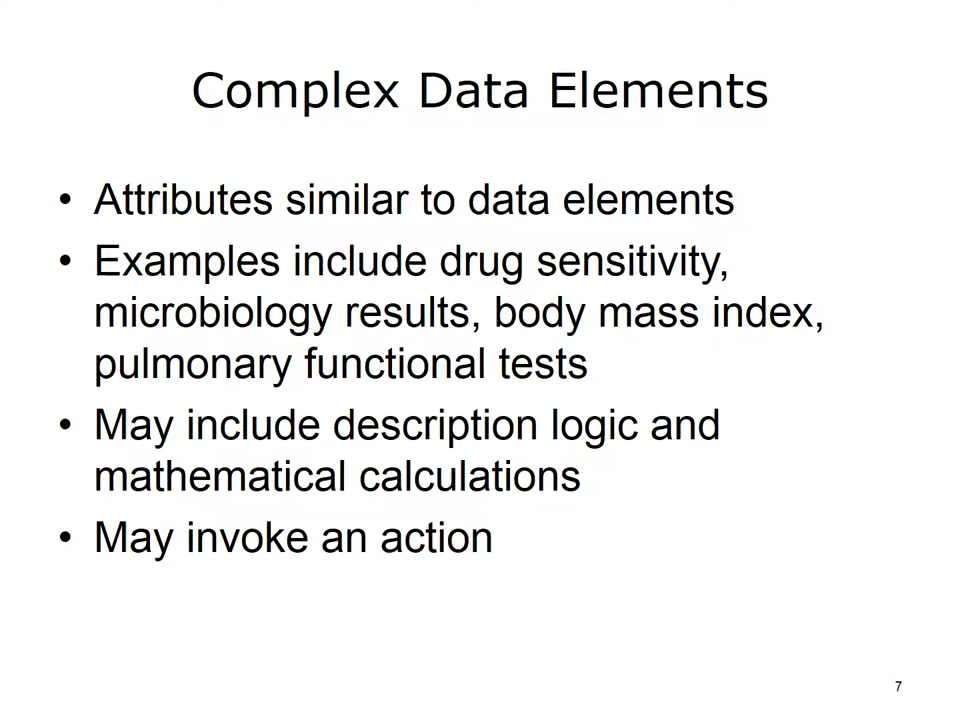 Complex Data Elements
• Attributes similar to data elements
• Examples include drug sensitivity,
microbiology results, body mass index,
pulmonary functional tests
• May include description logic and
mathematical calculations
• May invoke an action
7